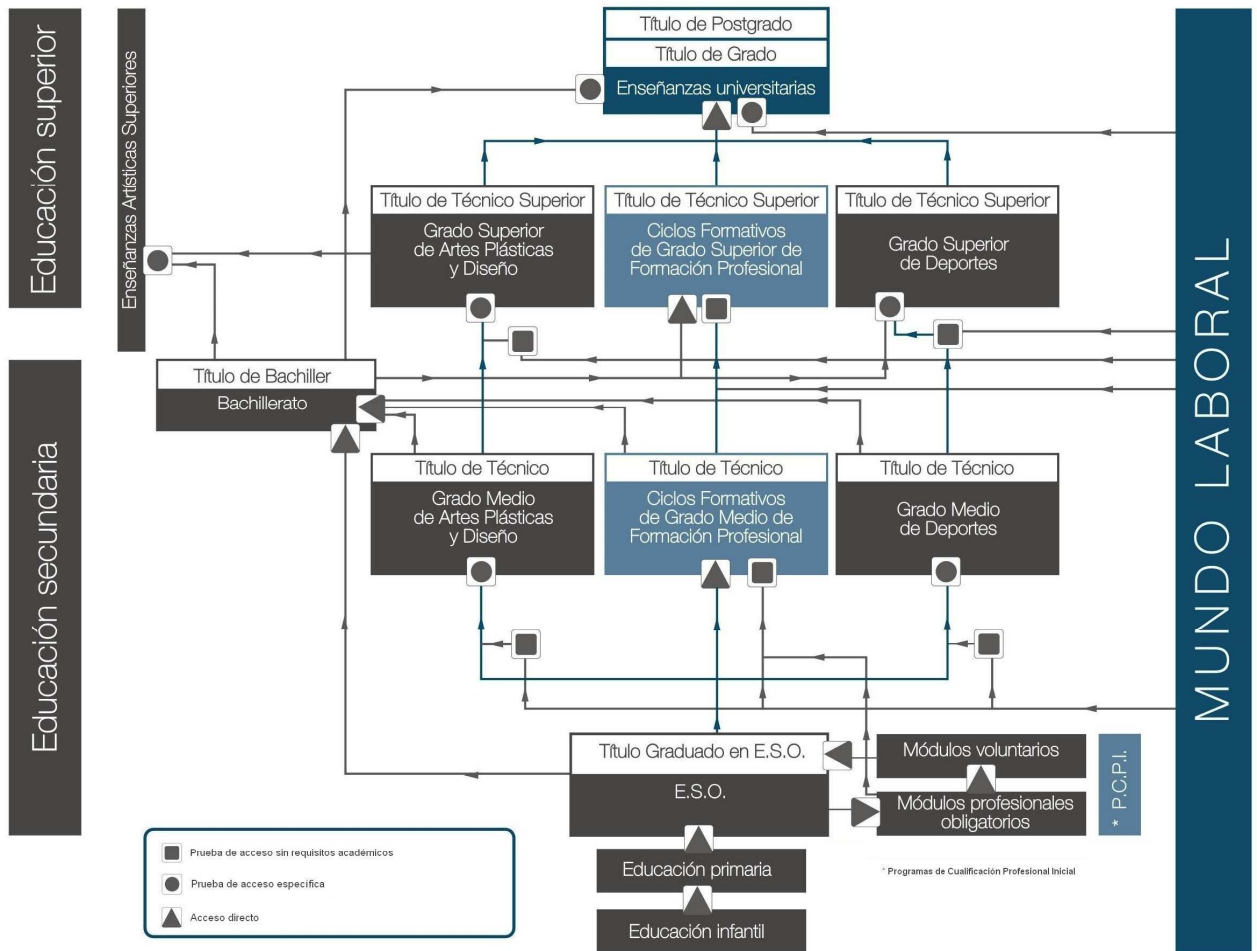 Educación superior
Enseñanzas Artísticas Superiores
Título de Postgrado
Título de Grado
Enseñanzas universitarias
Título de Técnico Superior
Grado Superior
de Artes Plásticas
y Diseño
Título de Técnico Superior
Ciclos Formativos
de Grado Superior de
Formación Profesional
Título de Técnico Superior
Grado Superior
de Deportes
MUNDO LABORAL
Educación secundaria
Título de Bachiller
Bachillerato
Título de Técnico
Grado Medio
de Artes Plásticas
y Diseño
Título de Técnico
Ciclos Formativos
de Grado Medio de
Formación Profesional
Título de Técnico
Grado Medio
de Deportes
Título Graduado en E.S.O.
E.S.O.
Módulos voluntarios
Módulos profesionales
obligatorios
* P.C.P.I.
Educación primaria
Educación infantil
* Programas de Cualificación Profesional Inicial
Prueba de acceso sin requisitos académicos
Prueba de acceso específica
Acceso directo